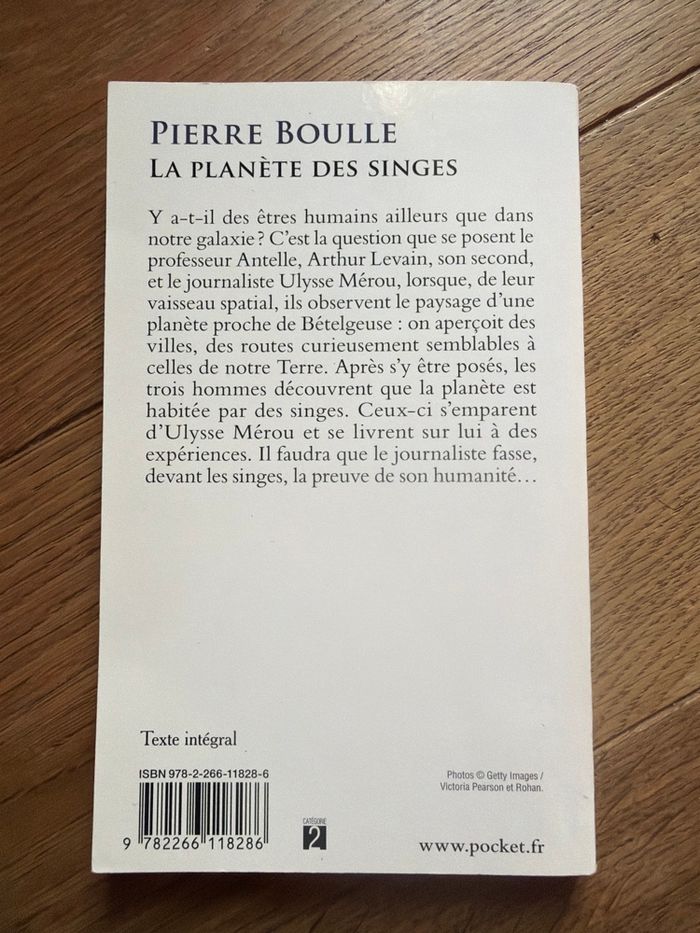 PIERRE BOULLE
LA PLANÈTE DES SINGES
Y a-t-il des êtres humains ailleurs que dans
notre galaxie ? C'est la question que se posent le
professeur Antelle, Arthur Levain, son second,
et le journaliste Ulysse Mérou, lorsque, de leur
vaisseau spatial, ils observent le paysage d'une
planète proche de Bételgeuse : on aperçoit des
villes, des routes curieusement semblables à
celles de notre Terre. Après s'y être posés, les
trois hommes découvrent que la planète est
habitée par des singes. Ceux-ci s'emparent
d'Ulysse Mérou et se livrent sur lui à des
expériences. Il faudra que le journaliste fasse,
devant les singes, la preuve de son humanité…
Texte intégral
ISBN 978-2-266-11828-6
9 782266 118286
CATÉGORIE
2
Photos © Getty Images /
Victoria Pearson et Rohan.
www.pocket.fr